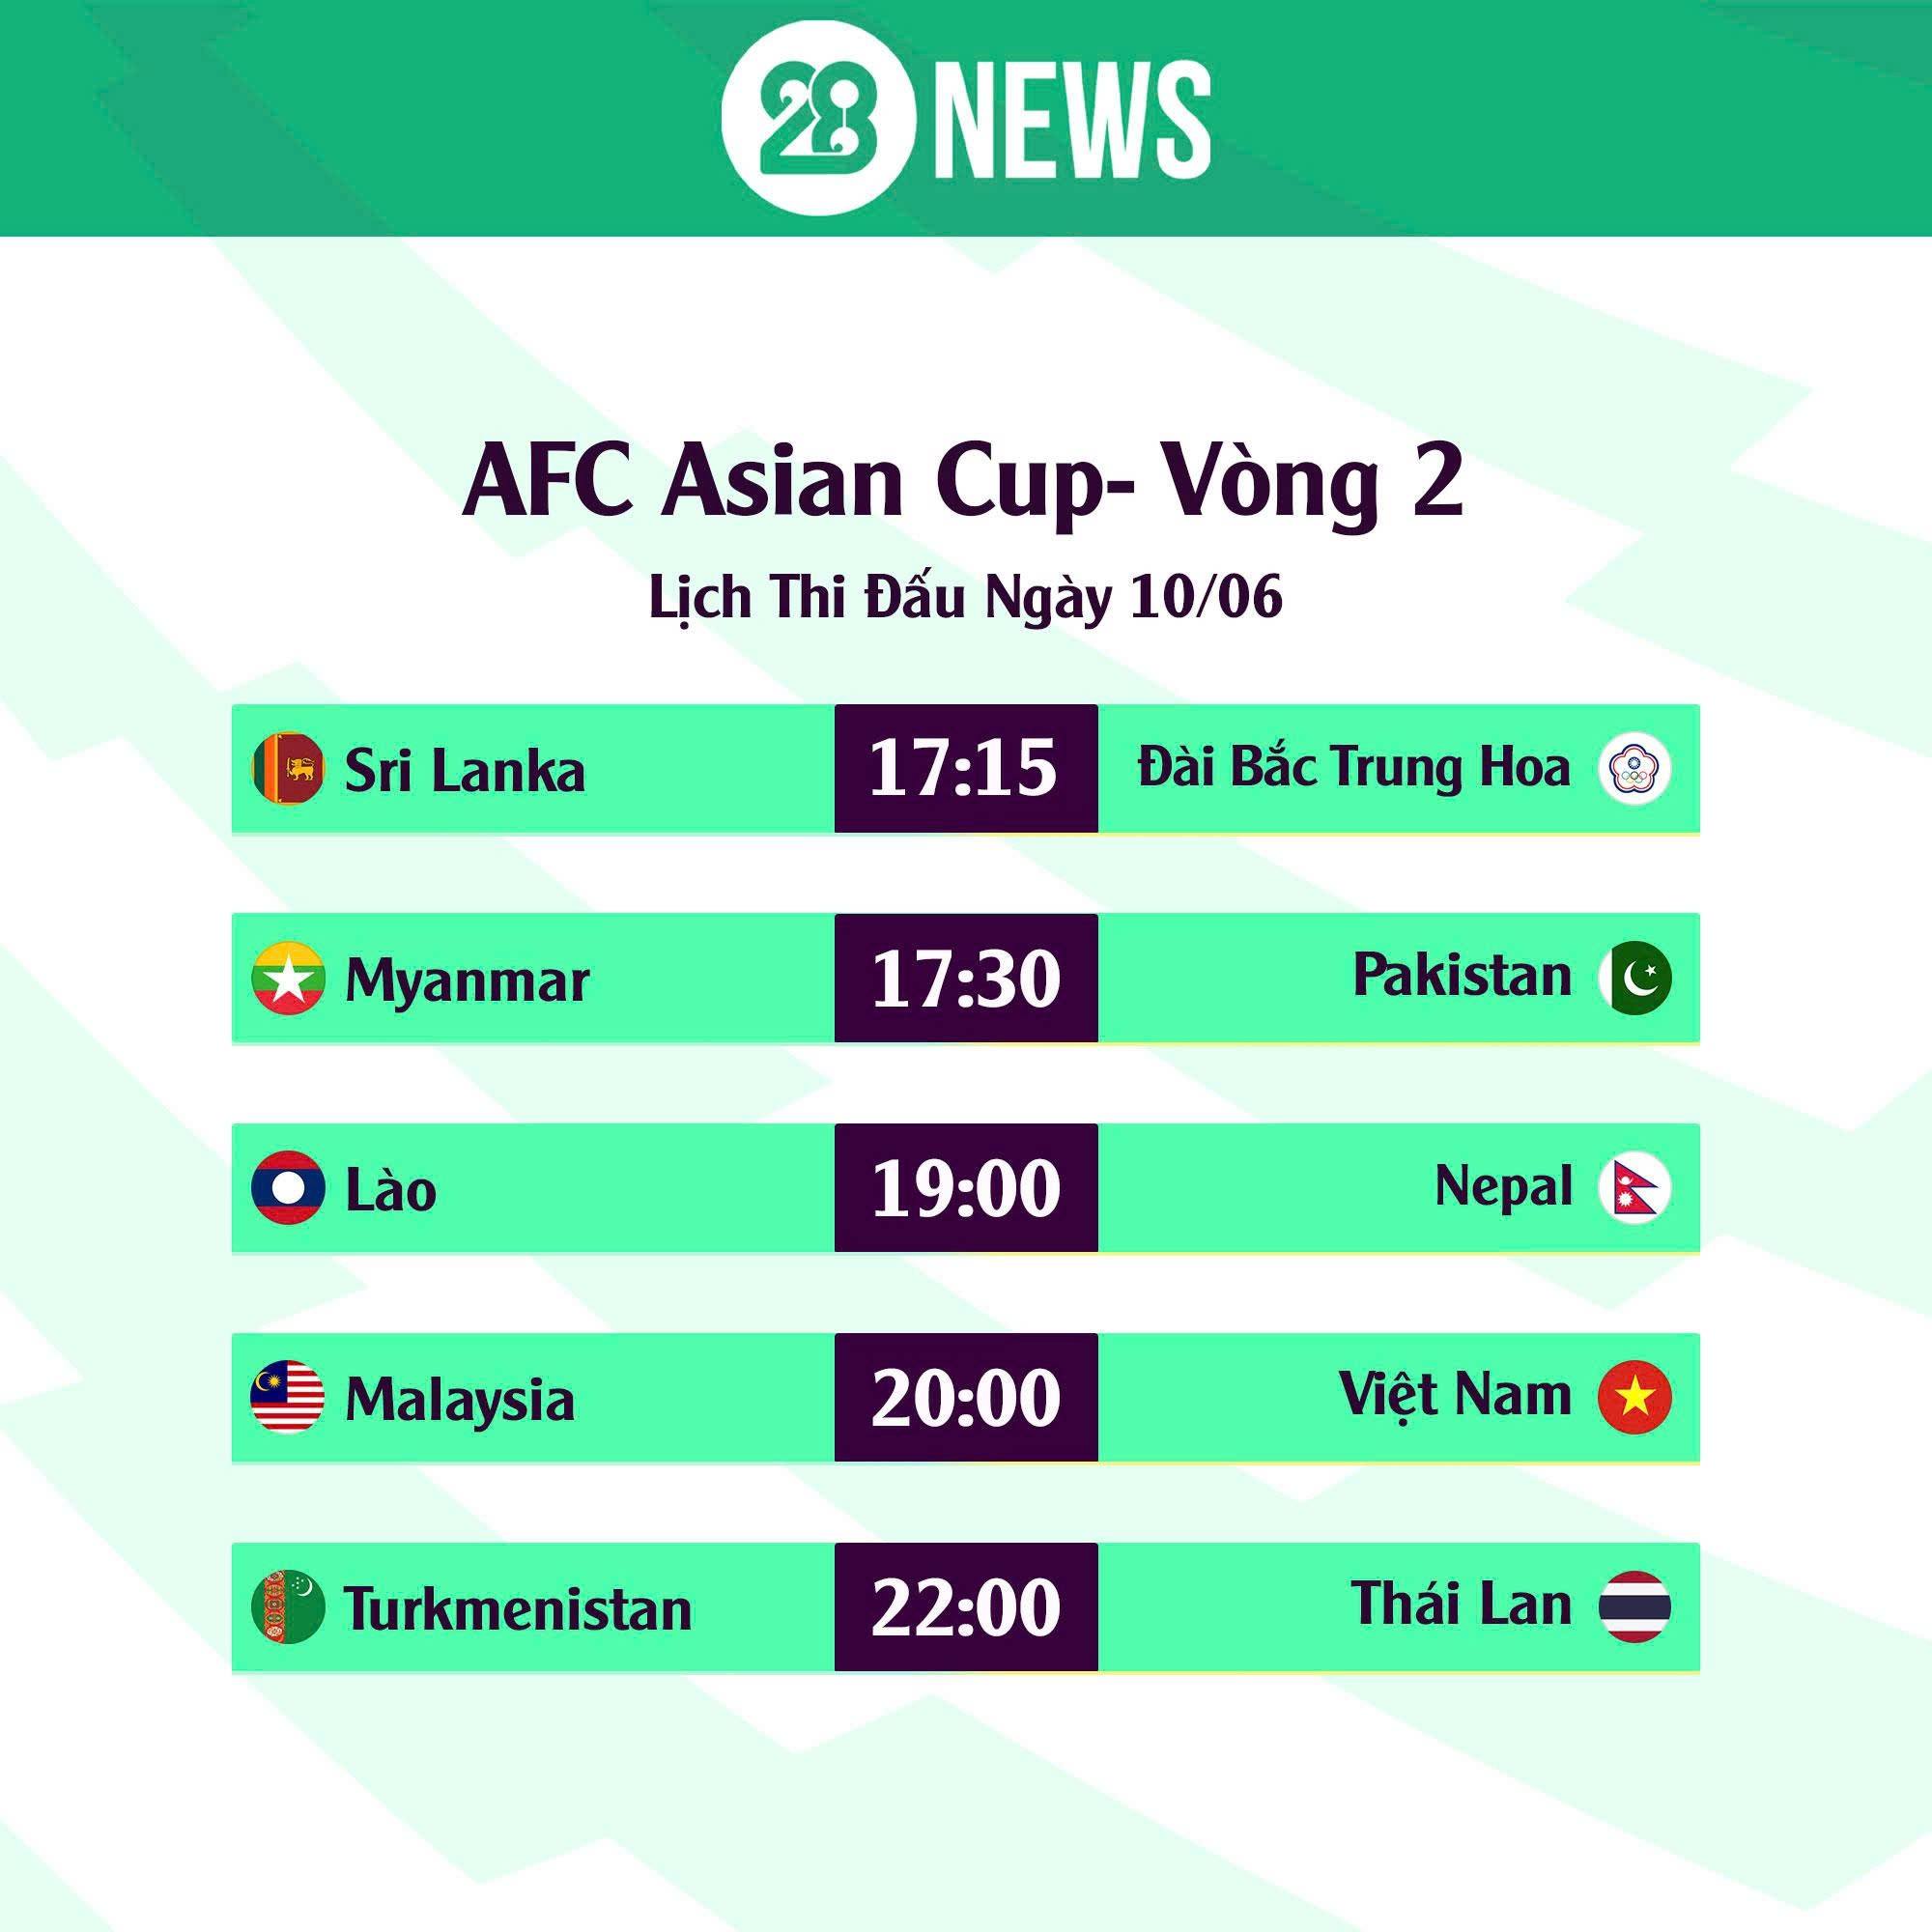 28 NEWS
AFC Asian Cup- Vòng 2
Lịch Thi Đấu Ngày 10/06
Sri Lanka 17:15 Đài Bắc Trung Hoa
Myanmar 17:30 Pakistan
Lào 19:00 Nepal
Malaysia 20:00 Việt Nam
Turkmenistan 22:00 Thái Lan